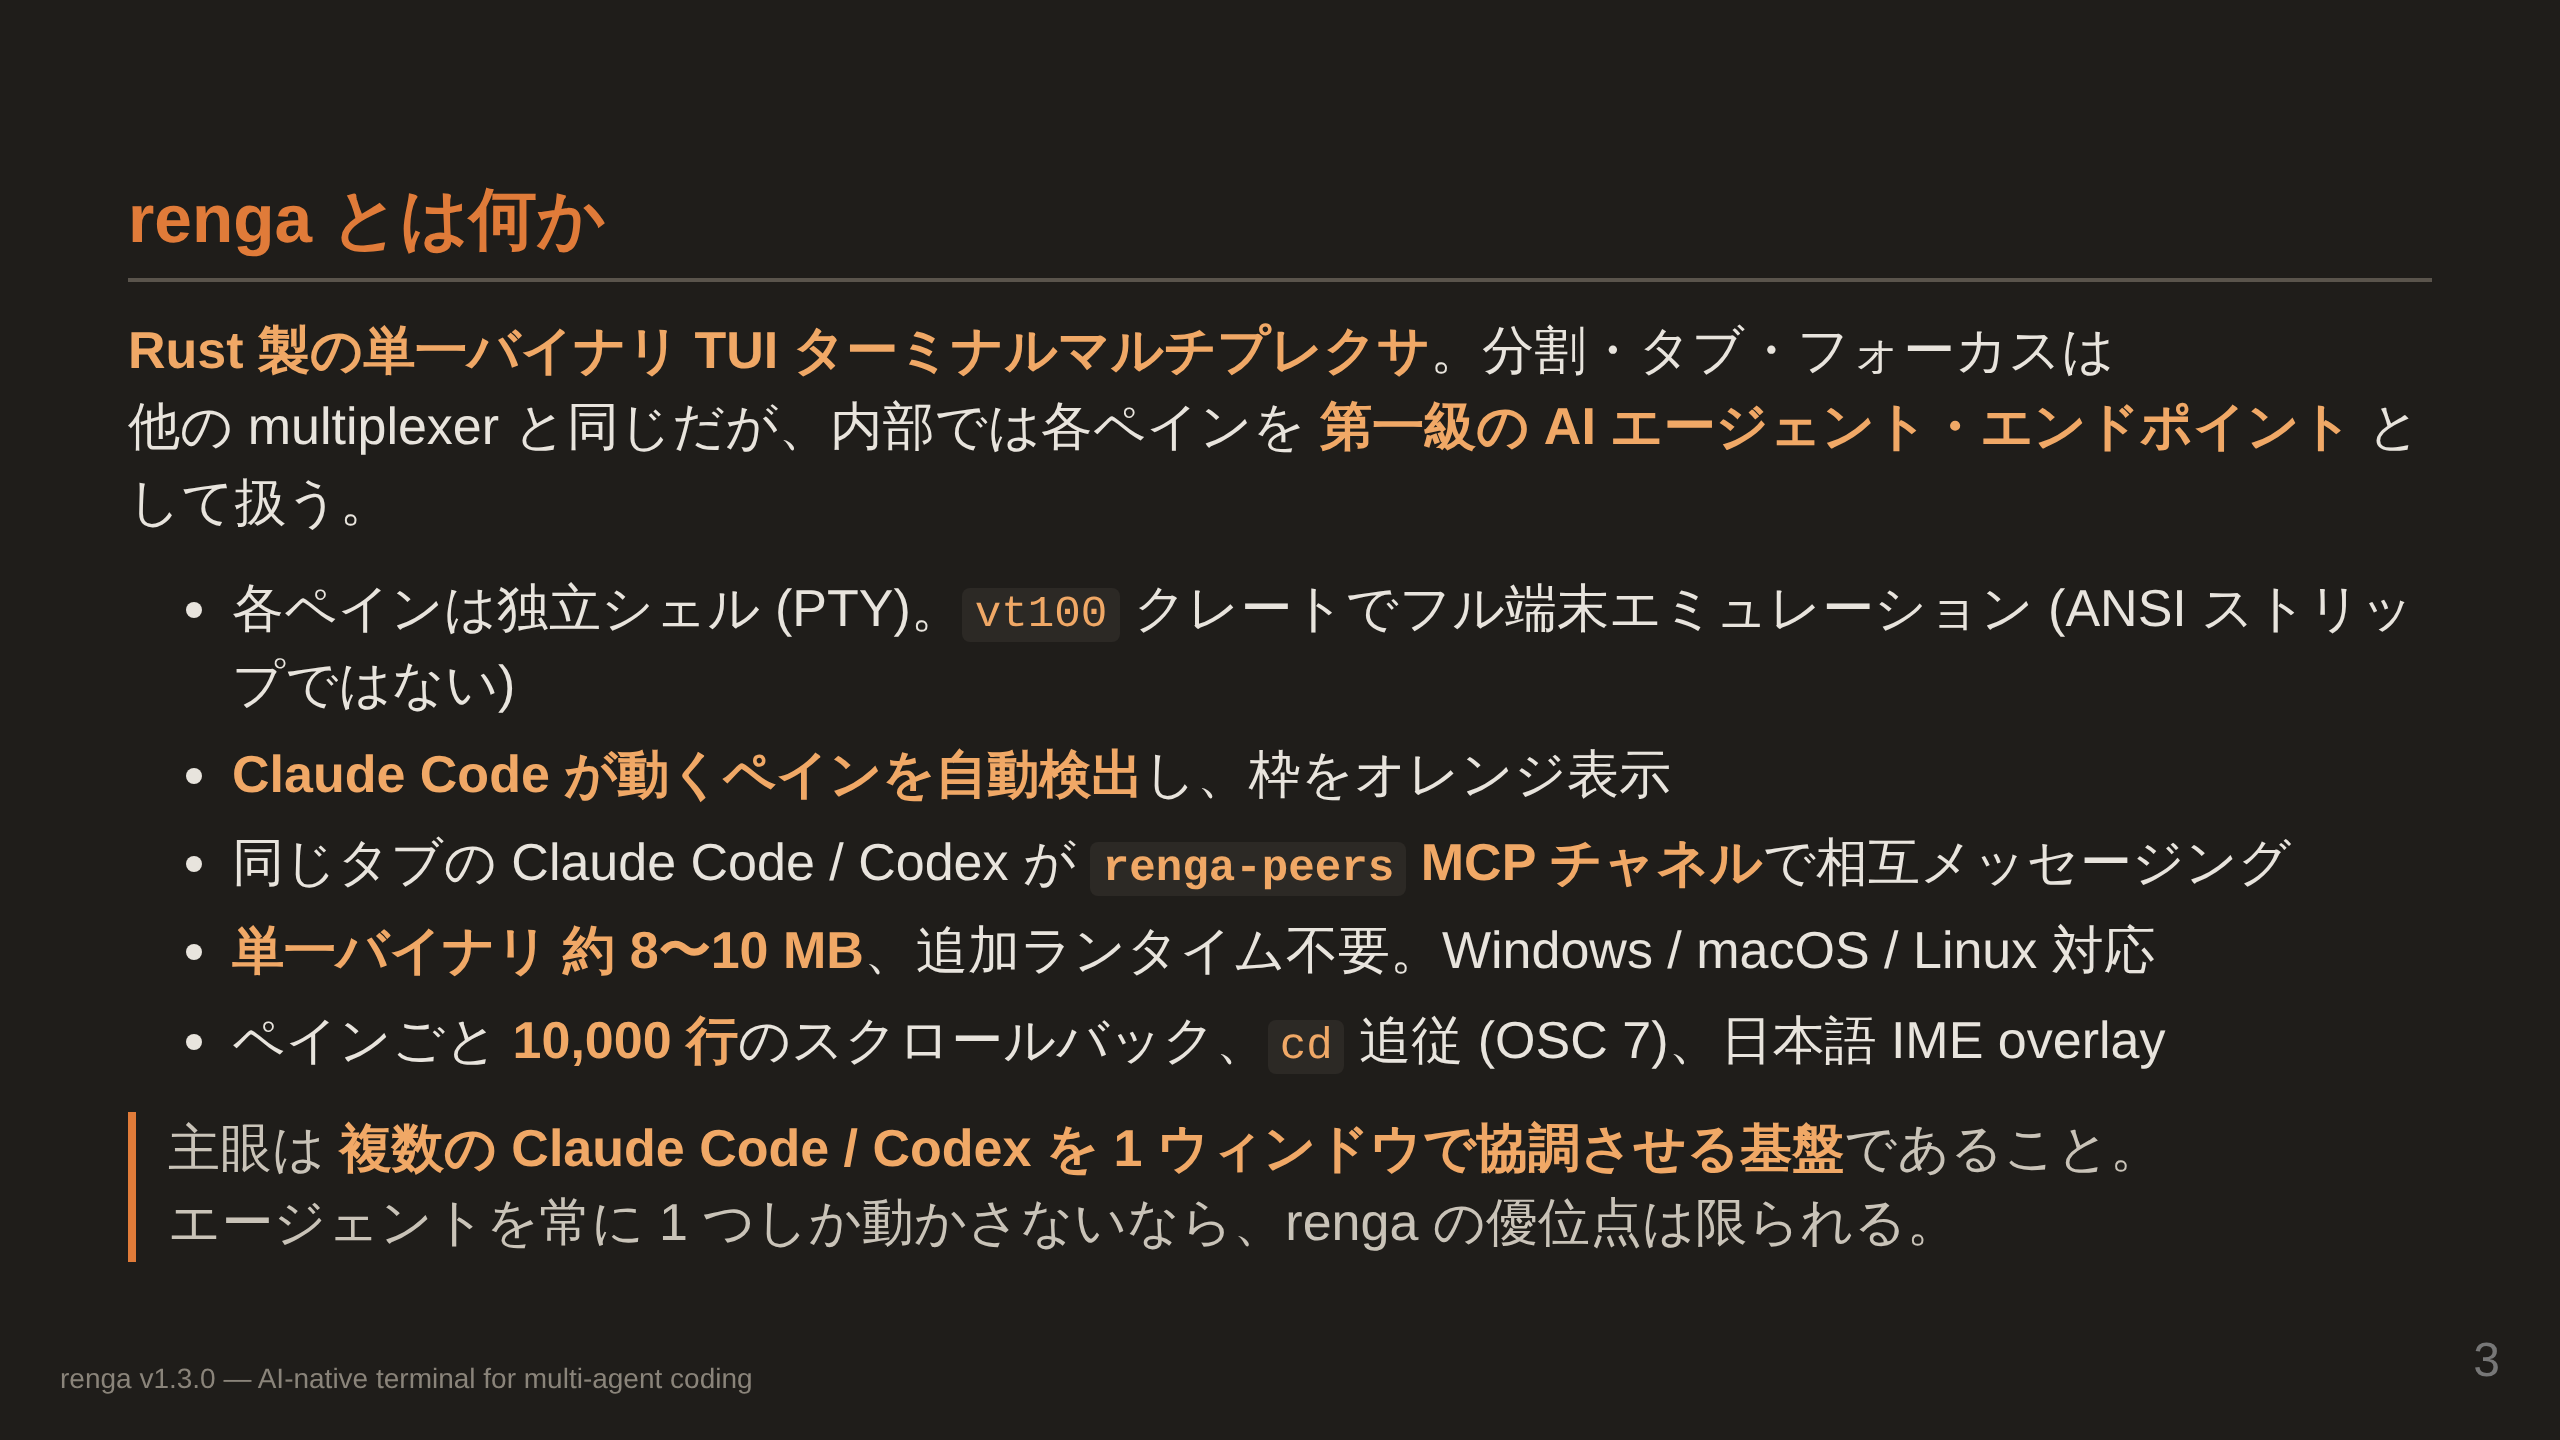 renga とは何か
Rust 製の単一バイナリ TUI ターミナルマルチプレクサ。分割・タブ・フォーカスは
他の multiplexer と同じだが、内部では各ペインを 第一級の AI エージェント・エンドポイント と
して扱う。
• 各ペインは独立シェル (PTY)。 vt100 クレートでフル端末エミュレーション (ANSI ストリッ
プではない)
• Claude Code が動くペインを自動検出し、枠をオレンジ表示
• 同じタブの Claude Code / Codex が renga-peers MCP チャネルで相互メッセージング
• 単一バイナリ 約 8〜10 MB、追加ランタイム不要。Windows / macOS / Linux 対応
• ペインごと 10,000 行のスクロールバック、 cd 追従 (OSC 7)、日本語 IME overlay
主眼は 複数の Claude Code / Codex を 1 ウィンドウで協調させる基盤であること。
エージェントを常に 1 つしか動かさないなら、renga の優位点は限られる。
renga v1.3.0 — AI-native terminal for multi-agent coding
3